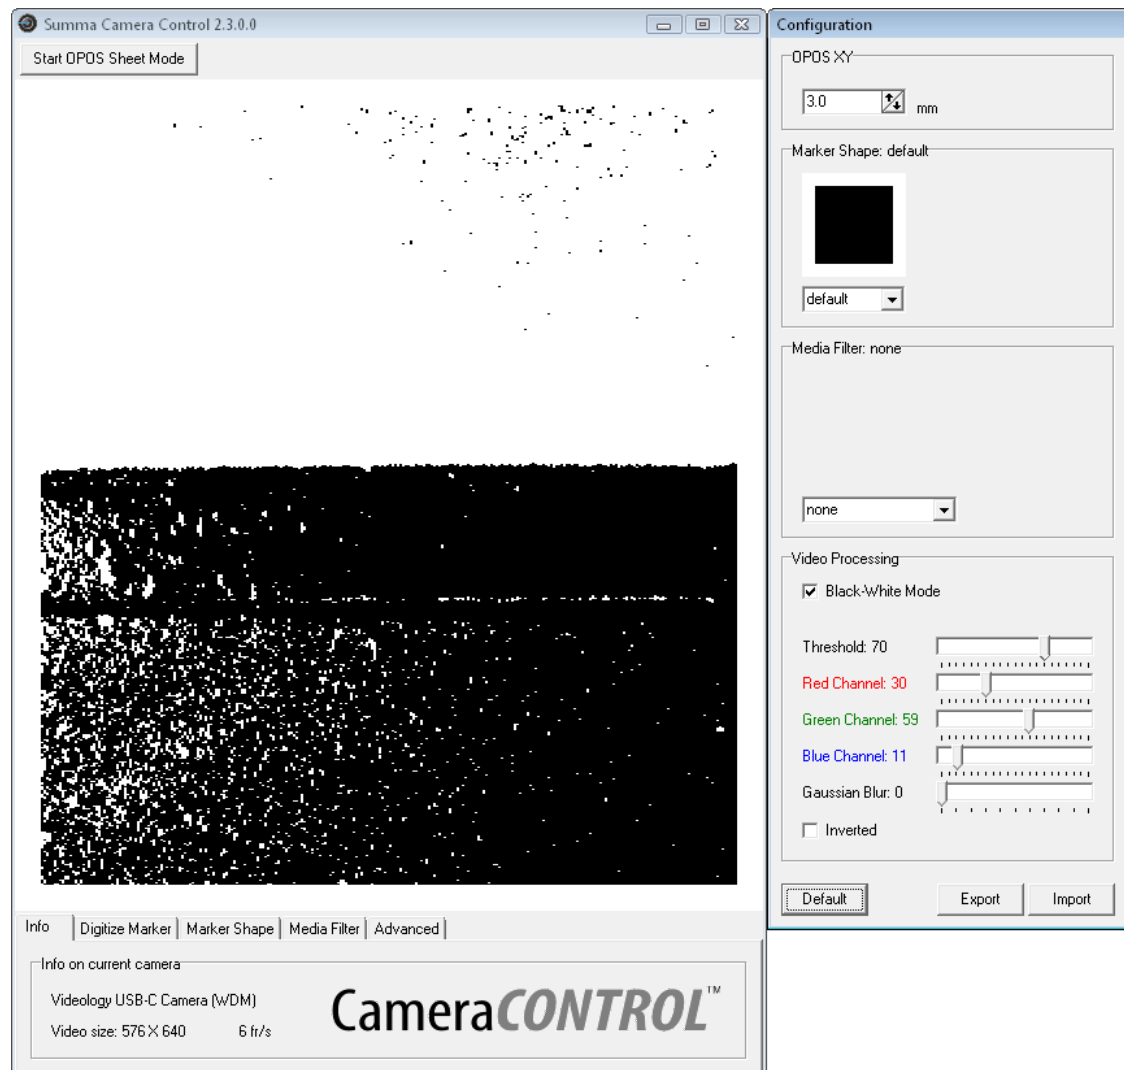 Summa Camera Control 2.3.0.0
Start OPOS Sheet Mode
Info
Digitize Marker
Marker Shape
Media Filter
Advanced
Info on current camera
Videology USB-C Camera (WDM)
Video size: 576 X 640 6 fr/s
CameraCONTROL™
Configuration
OPOS XY
3.0 mm
Marker Shape: default
default
Media Filter: none
none
Video Processing
Black-White Mode
Threshold: 70
Red Channel: 30
Green Channel: 59
Blue Channel: 11
Gaussian Blur: 0
Inverted
Default
Export
Import